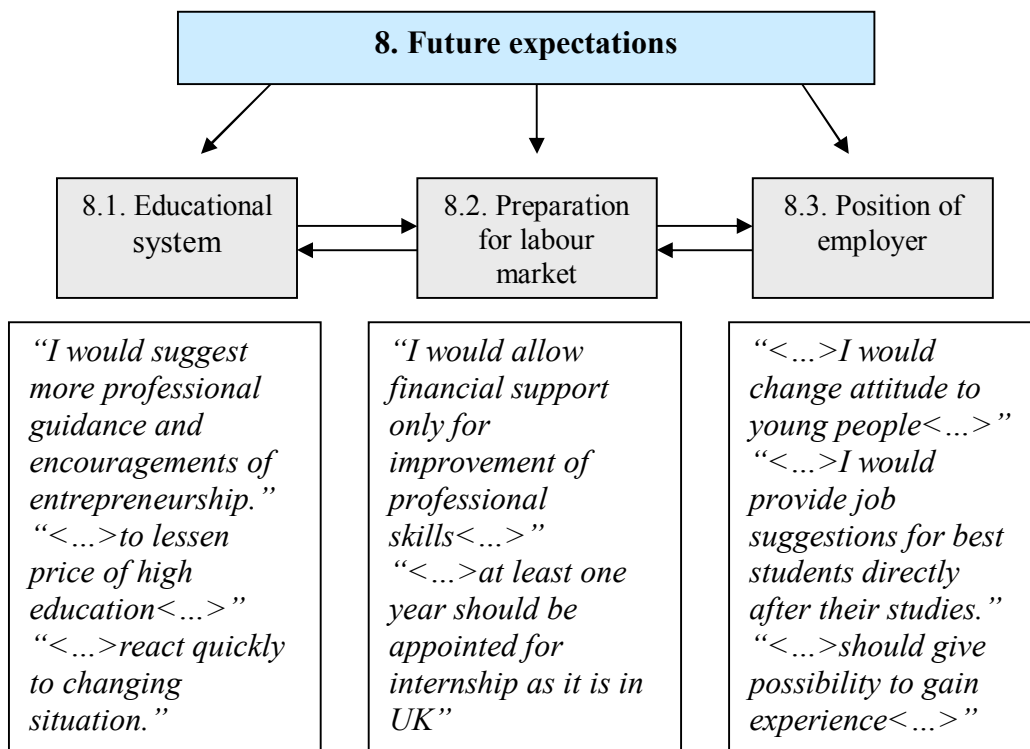 8. Future expectations
8.1. Educational
system
8.2. Preparation
for labour
market
8.3. Position of
employer
“I would suggest
more professional
guidance and
encouragements of
entrepreneurship.”
“<…>to lessen
price of high
education<…>”
“<…>react quickly
to changing
situation.”
“I would allow
financial support
only for
improvement of
professional
skills<…>”
“<…>at least one
year should be
appointed for
internship as it is in
UK”
“<…>I would
change attitude to
young people<…>”
“<…>I would
provide job
suggestions for best
students directly
after their studies.”
“<…>should give
possibility to gain
experience<…>”